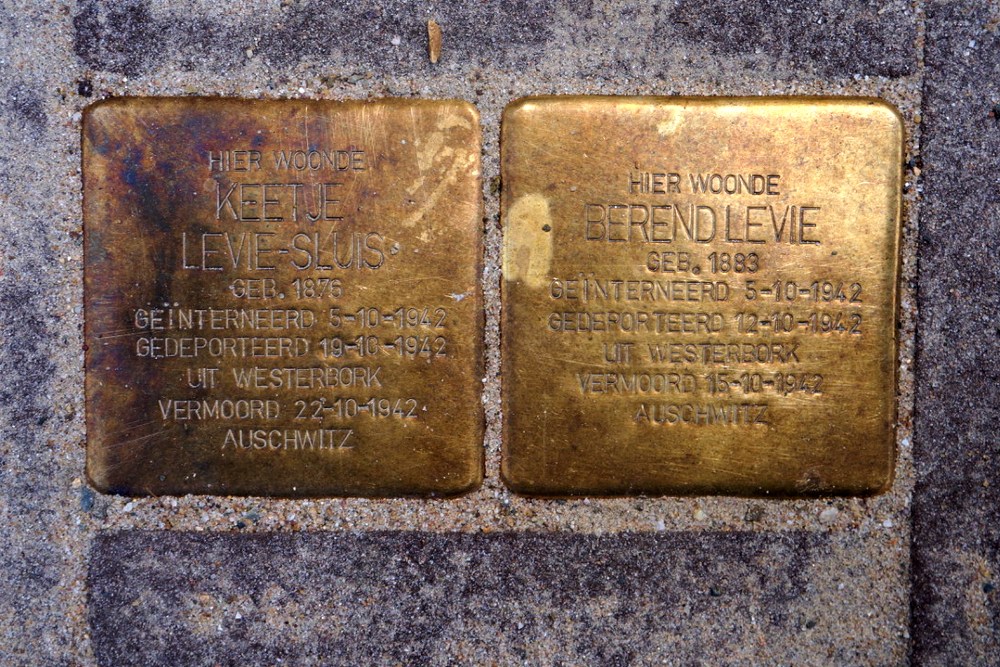 HIER WOONDE
KEETJE
LEVIE-SLUIS
GEB. 1876
GEÏNTERNEERD 5-10-1942
GEDEPORTEERD 19-10-1942
UIT WESTERBORK
VERMOORD 22-10-1942
AUSCHWITZ
HIER WOONDE
BEREND LEVIE
GEB. 1883
GEÏNTERNEERD 5-10-1942
GEDEPORTEERD 12-10-1942
UIT WESTERBORK
VERMOORD 15-10-1942
AUSCHWITZ